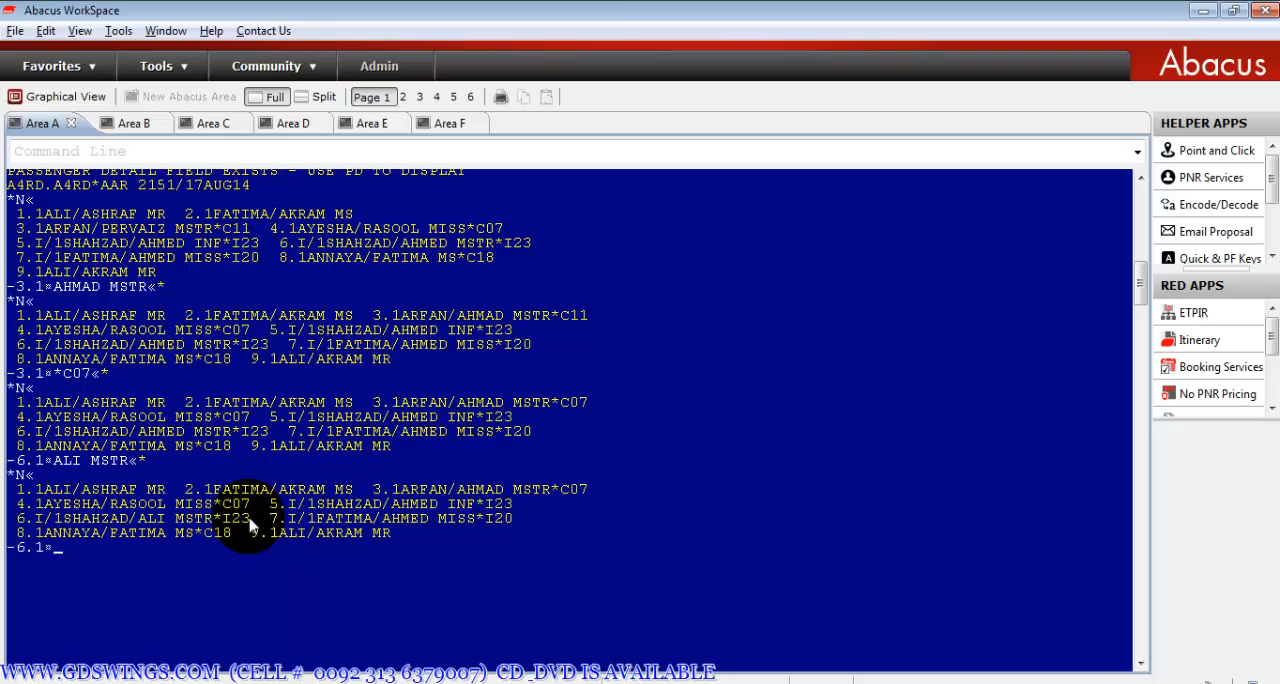 Abacus WorkSpace
File Edit View Tools Window Help Contact Us
Favorites ▾ Tools ▾ Community ▾ Admin Abacus
Graphical View New Abacus Area Full Split Page 1 2 3 4 5 6
Area A Area B Area C Area D Area E Area F
Command Line
PASSENGER DETAIL FIELD EXISTS - USE PD TO DISPLAY
A4RD.A4RD*AAR 2151/17AUG14
*N«
1.1ALI/ASHRAF MR 2.1FATIMA/AKRAM MS
3.1ARFAN/PERVAIZ MSTR*C11 4.1AYESHA/RASOOL MISS*C07
5.I/1SHAHZAD/AHMED INF*I23 6.I/1SHAHZAD/AHMED MSTR*I23
7.I/1FATIMA/AHMED MISS*I20 8.1ANNAYA/FATIMA MS*C18
9.1ALI/AKRAM MR
-3.1¤AHMAD MSTR«*
*N«
1.1ALI/ASHRAF MR 2.1FATIMA/AKRAM MS 3.1ARFAN/AHMAD MSTR*C11
4.1AYESHA/RASOOL MISS*C07 5.I/1SHAHZAD/AHMED INF*I23
6.I/1SHAHZAD/AHMED MSTR*I23 7.I/1FATIMA/AHMED MISS*I20
8.1ANNAYA/FATIMA MS*C18 9.1ALI/AKRAM MR
-3.1¤*C07«*
*N«
1.1ALI/ASHRAF MR 2.1FATIMA/AKRAM MS 3.1ARFAN/AHMAD MSTR*C07
4.1AYESHA/RASOOL MISS*C07 5.I/1SHAHZAD/AHMED INF*I23
6.I/1SHAHZAD/AHMED MSTR*I23 7.I/1FATIMA/AHMED MISS*I20
8.1ANNAYA/FATIMA MS*C18 9.1ALI/AKRAM MR
-6.1¤ALI MSTR«*
*N«
1.1ALI/ASHRAF MR 2.1FATIMA/AKRAM MS 3.1ARFAN/AHMAD MSTR*C07
4.1AYESHA/RASOOL MISS*C07 5.I/1SHAHZAD/AHMED INF*I23
6.I/1SHAHZAD/ALI MSTR*I23 7.I/1FATIMA/AHMED MISS*I20
8.1ANNAYA/FATIMA MS*C18 9.1ALI/AKRAM MR
-6.1¤_
HELPER APPS
Point and Click
PNR Services
Encode/Decode
Email Proposal
Quick & PF Keys
RED APPS
ETPIR
Itinerary
Booking Services
No PNR Pricing
WWW.GDSWINGS.COM (CELL # 0092 313 6379007) CD_DVD IS AVAILABLE